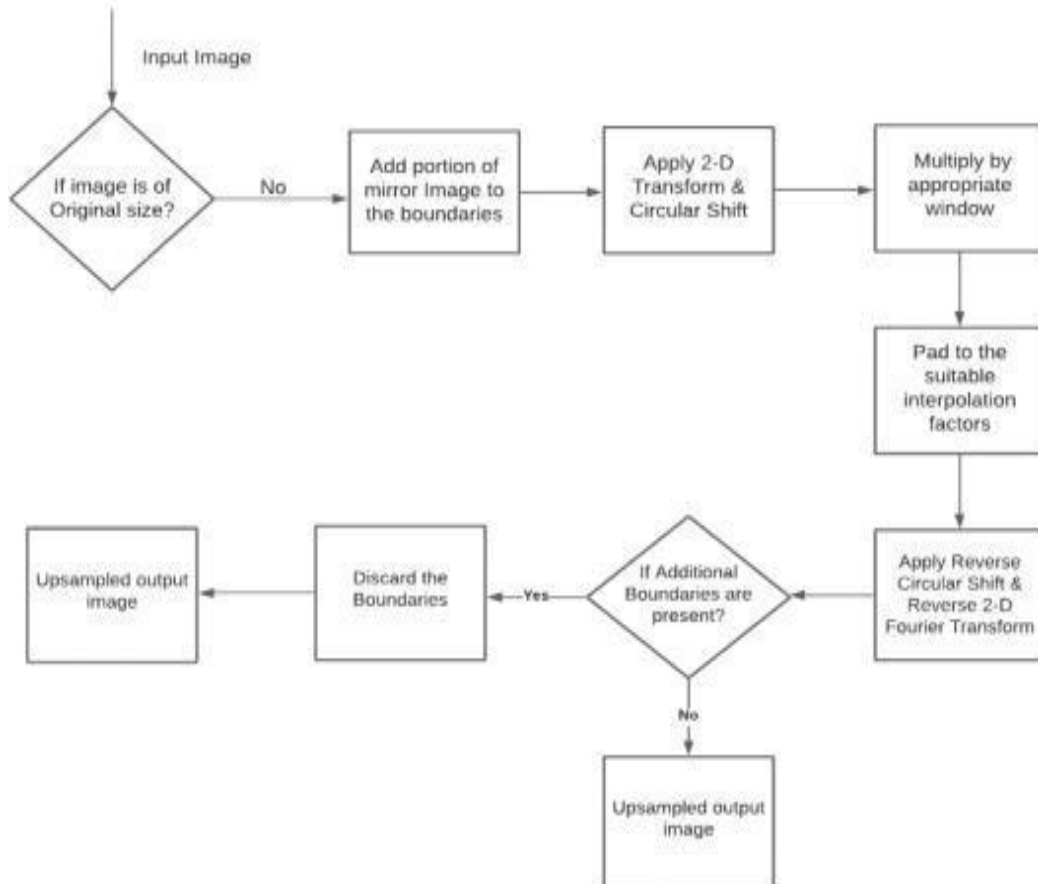 Input Image
If image is of
Original size?
No
Add portion of
mirror Image to
the boundaries
Apply 2-D
Transform &
Circular Shift
Multiply by
appropriate
window
Pad to the
suitable
interpolation
factors
Apply Reverse
Circular Shift &
Reverse 2-D
Fourier Transform
If Additional
Boundaries are
present?
Yes
Discard the
Boundaries
Upsampled output
image
No
Upsampled output
image